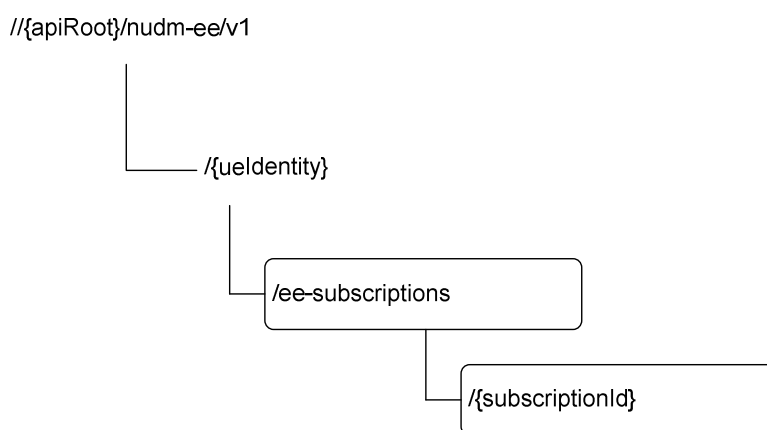 //{apiRoot}/nudm-ee/v1
/{ueIdentity}
/ee-subscriptions
/{subscriptionId}